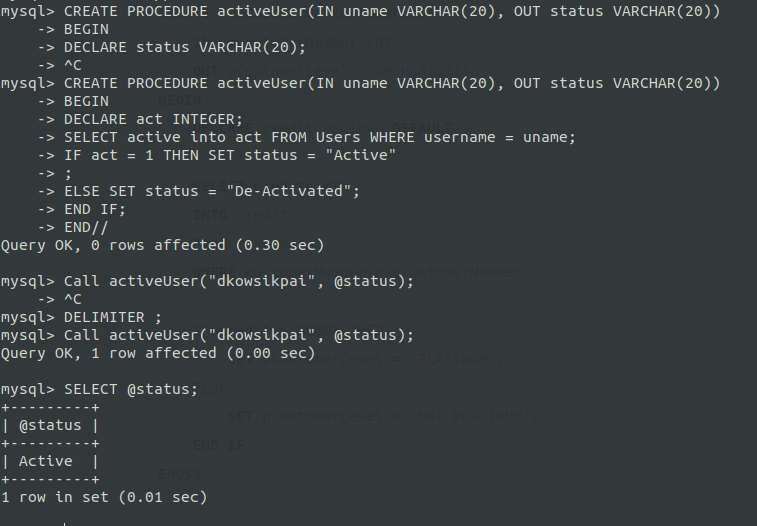 mysql> CREATE PROCEDURE activeUser(IN uname VARCHAR(20), OUT status VARCHAR(20))
-> BEGIN
-> DECLARE status VARCHAR(20);
-> ^C
mysql> CREATE PROCEDURE activeUser(IN uname VARCHAR(20), OUT status VARCHAR(20))
-> BEGIN
-> DECLARE act INTEGER;
-> SELECT active into act FROM Users WHERE username = uname;
-> IF act = 1 THEN SET status = "Active"
-> ;
-> ELSE SET status = "De-Activated";
-> END IF;
-> END//
Query OK, 0 rows affected (0.30 sec)
mysql> Call activeUser("dkowsikpai", @status);
-> ^C
mysql> DELIMITER ;
mysql> Call activeUser("dkowsikpai", @status);
Query OK, 1 row affected (0.00 sec)
mysql> SELECT @status;
+---------+
| @status |
+---------+
| Active  |
+---------+
1 row in set (0.01 sec)